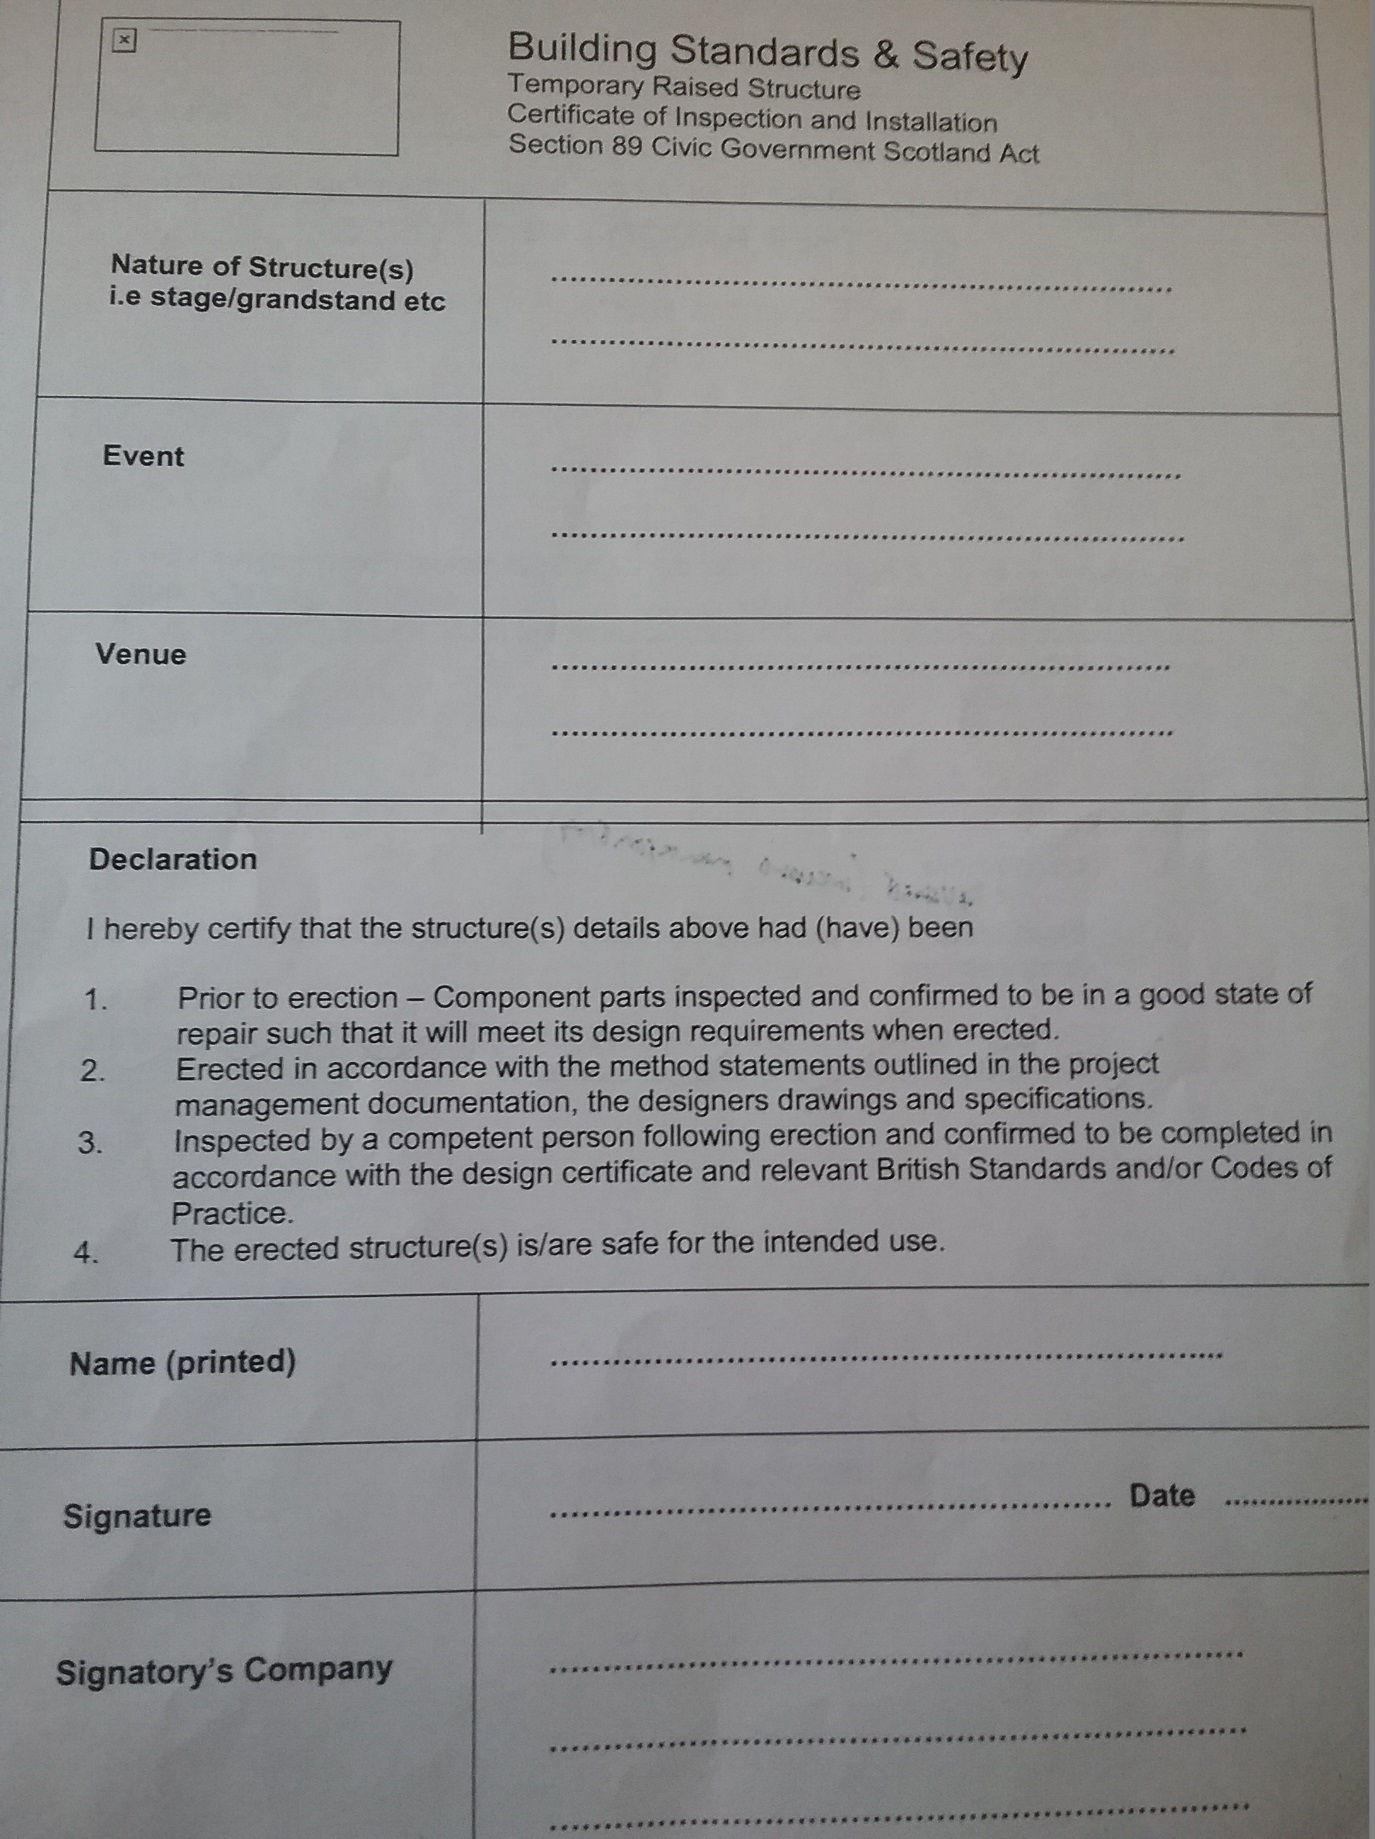 Building Standards & Safety
Temporary Raised Structure
Certificate of Inspection and Installation
Section 89 Civic Government Scotland Act
Nature of Structure(s)
i.e stage/grandstand etc
Event
Venue
Declaration
I hereby certify that the structure(s) details above had (have) been
1. Prior to erection – Component parts inspected and confirmed to be in a good state of
repair such that it will meet its design requirements when erected.
2. Erected in accordance with the method statements outlined in the project
management documentation, the designers drawings and specifications.
3. Inspected by a competent person following erection and confirmed to be completed in
accordance with the design certificate and relevant British Standards and/or Codes of
Practice.
4. The erected structure(s) is/are safe for the intended use.
Name (printed)
Signature Date
Signatory's Company